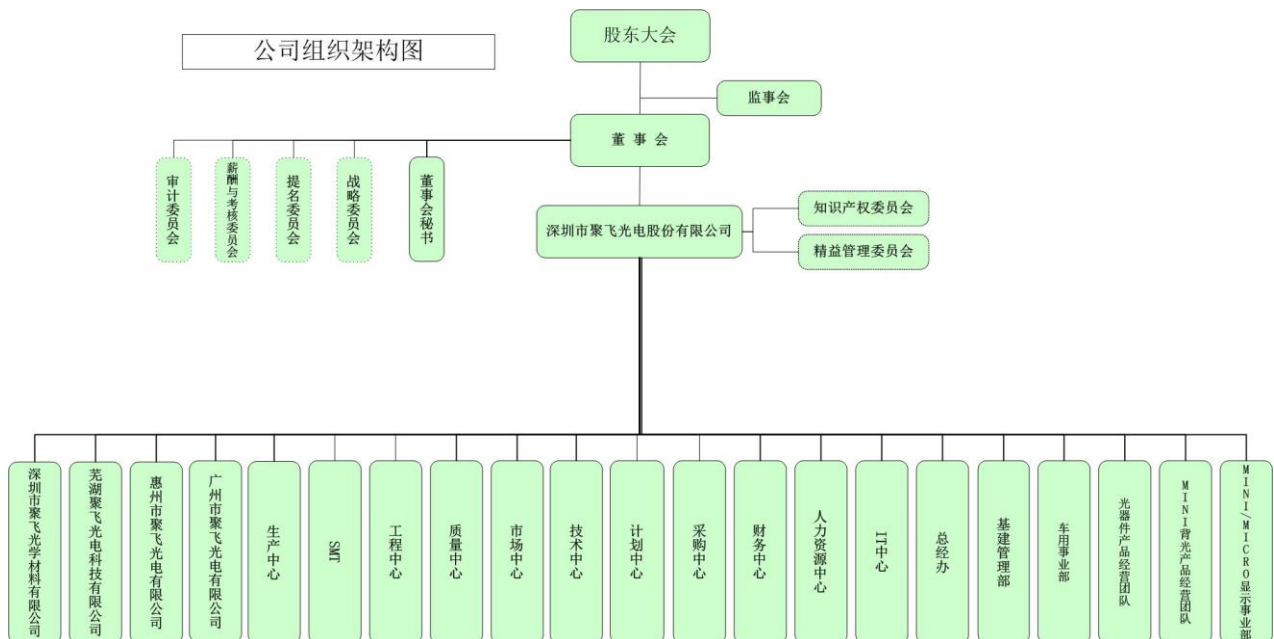 股东大会
公司组织架构图
监事会
董 事 会
审计委员会
薪酬与考核委员会
提名委员会
战略委员会
董事会秘书
深圳市聚飞光电股份有限公司
知识产权委员会
精益管理委员会
深圳市聚飞光学材料有限公司
芜湖聚飞光电科技有限公司
惠州市聚飞光电有限公司
广州市聚飞光电有限公司
生产中心
SMT
工程中心
质量中心
市场中心
技术中心
计划中心
采购中心
财务中心
人力资源中心
IT中心
总经办
基建管理部
车用事业部
光器件产品经营团队
MINI背光产品经营团队
MINI/MICRO显示事业部